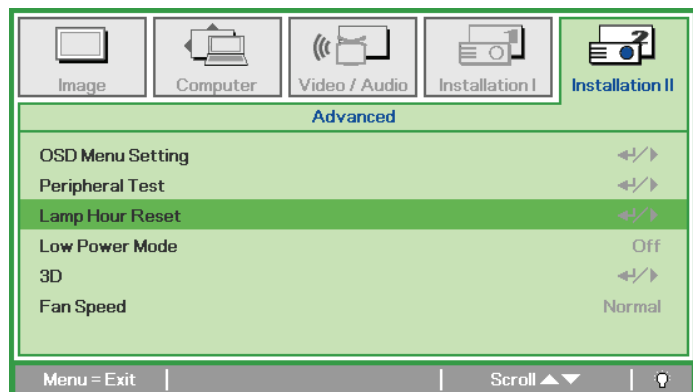 Image
Computer
Video / Audio
Installation I
Installation II
Advanced
OSD Menu Setting
Peripheral Test
Lamp Hour Reset
Low Power Mode Off
3D
Fan Speed Normal
Menu = Exit Scroll ▲▼